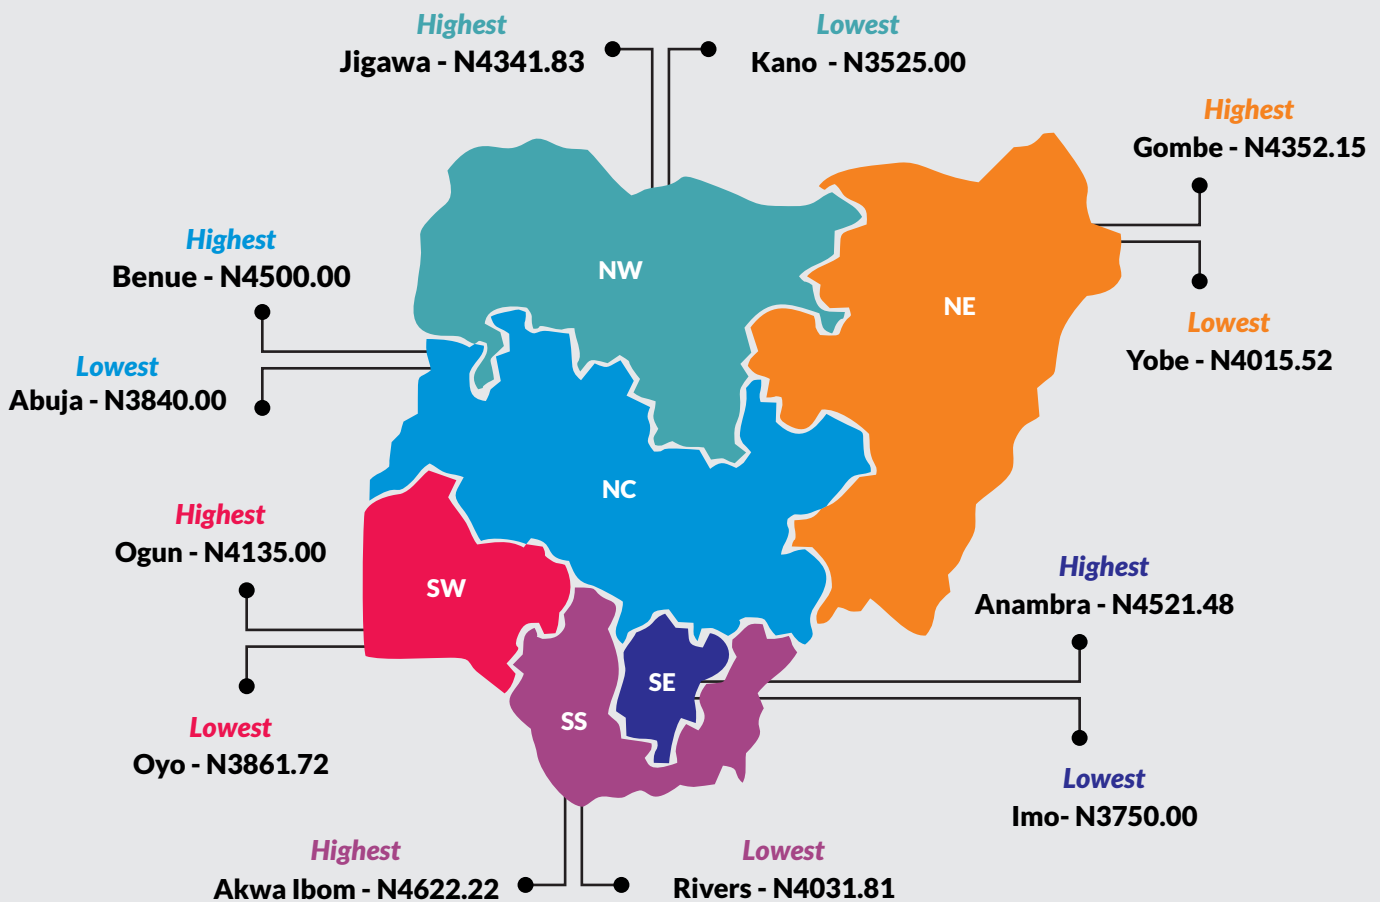 Highest
Jigawa - N4341.83
Lowest
Kano - N3525.00
Highest
Gombe - N4352.15
Highest
Benue - N4500.00
NW
NE
Lowest
Yobe - N4015.52
Lowest
Abuja - N3840.00
NC
Highest
Ogun - N4135.00
SW
Highest
Anambra - N4521.48
SE
SS
Lowest
Oyo - N3861.72
Lowest
Imo- N3750.00
Highest
Akwa Ibom - N4622.22
Lowest
Rivers - N4031.81